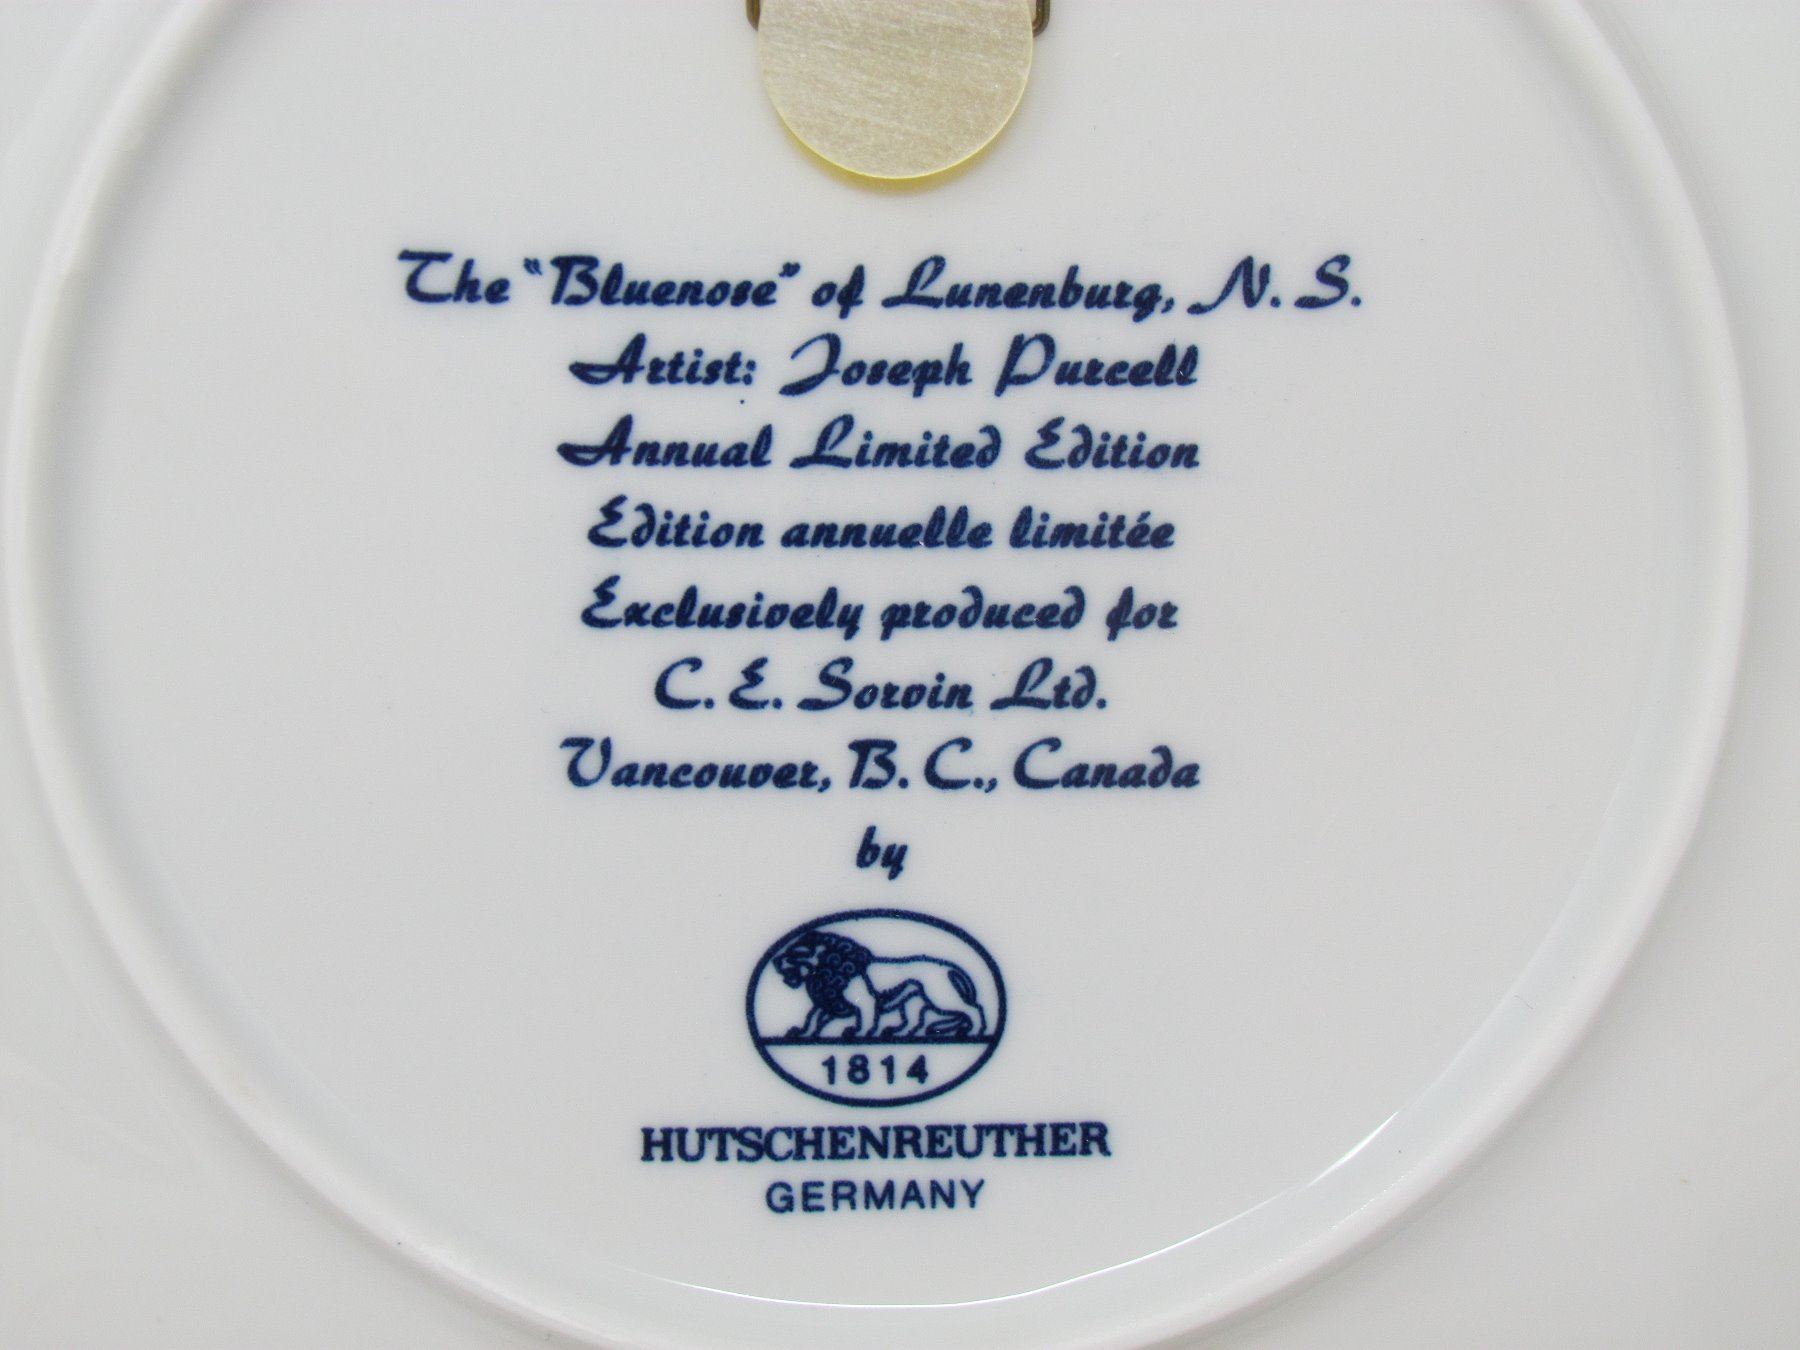 The "Bluenose" of Lunenburg, N. S.
Artist: Joseph Purcell
Annual Limited Edition
Edition annuelle limitée
Exclusively produced for
C. E. Sorvin Ltd.
Vancouver, B. C., Canada
by
1814
HUTSCHENREUTHER
GERMANY